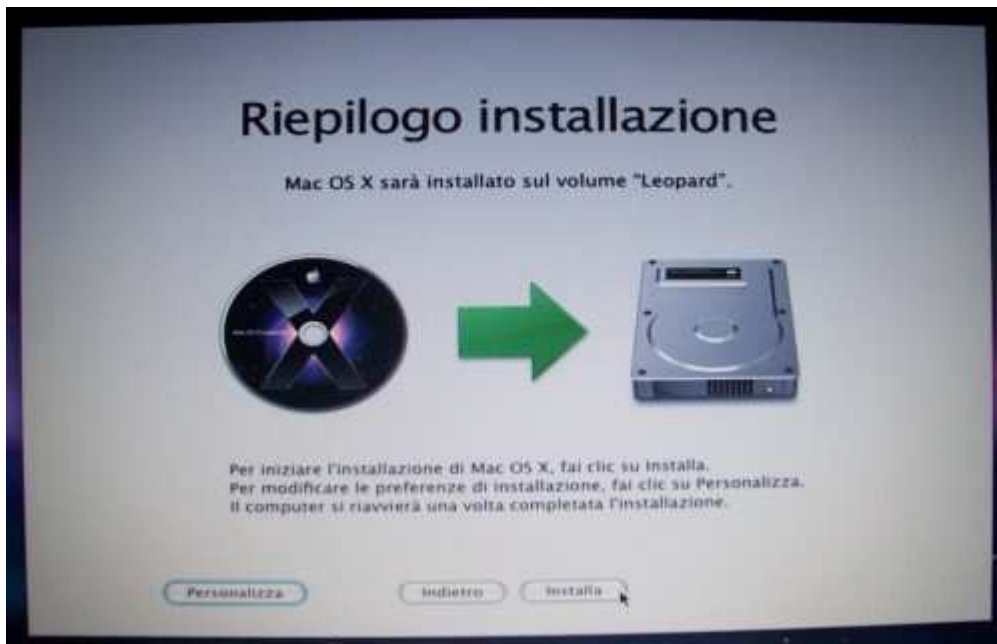 Riepilogo installazione
Mac OS X sarà installato sul volume "Leopard".
Per iniziare l'installazione di Mac OS X, fai clic su Installa.
Per modificare le preferenze di installazione, fai clic su Personalizza.
Il computer si riavvierà una volta completata l'installazione.
Personalizza Indietro Installa